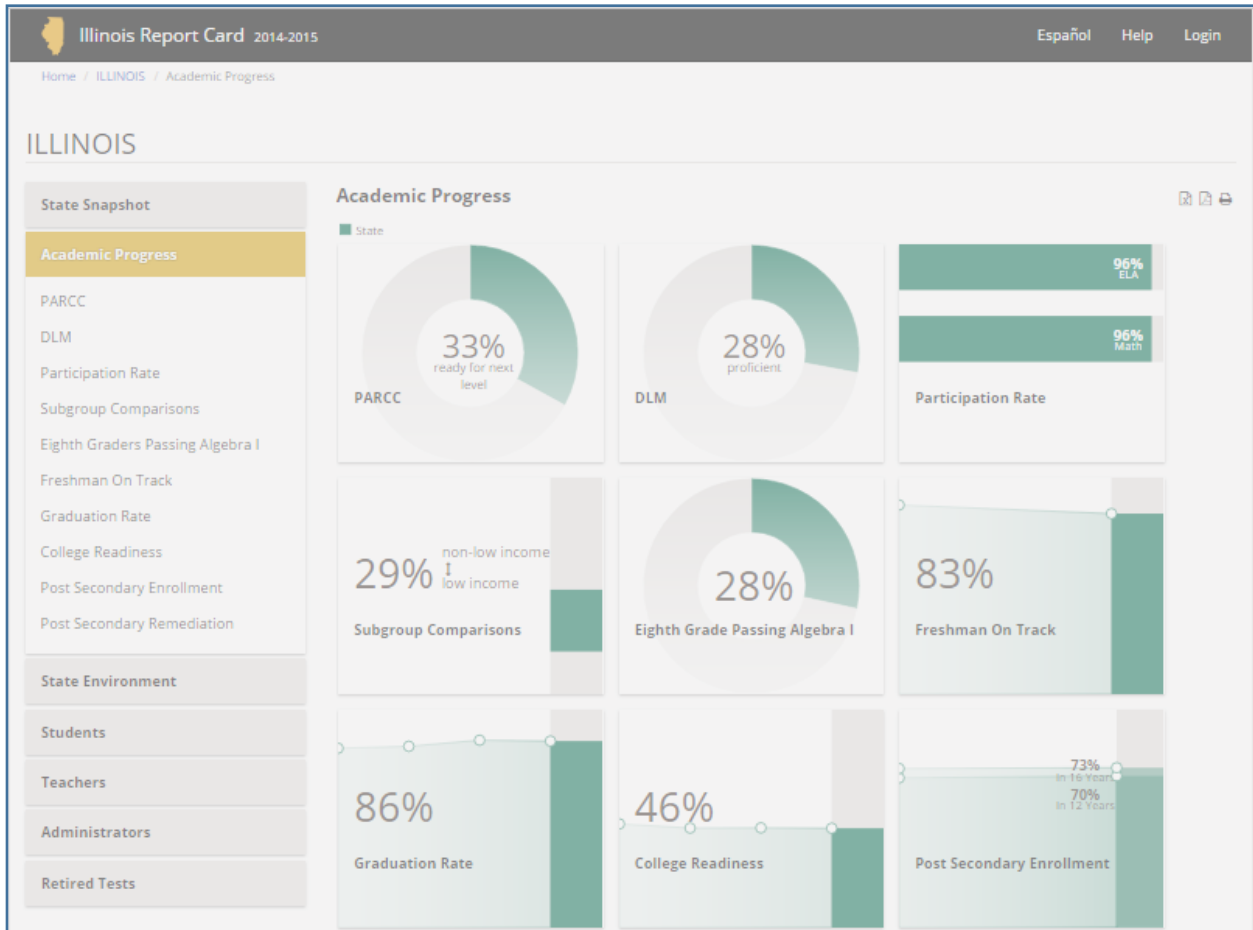 Illinois Report Card 2014-2015
Español Help Login
Home / ILLINOIS / Academic Progress
ILLINOIS
State Snapshot
Academic Progress
PARCC
DLM
Participation Rate
Subgroup Comparisons
Eighth Graders Passing Algebra I
Freshman On Track
Graduation Rate
College Readiness
Post Secondary Enrollment
Post Secondary Remediation
State Environment
Students
Teachers
Administrators
Retired Tests
Academic Progress
State
33%
ready for next
level
PARCC
28%
proficient
DLM
96%
ELA
96%
Math
Participation Rate
29%
non-low income
low income
Subgroup Comparisons
28%
Eighth Grade Passing Algebra I
83%
Freshman On Track
86%
Graduation Rate
46%
College Readiness
73%
In 16 Years
70%
In 12 Years
Post Secondary Enrollment